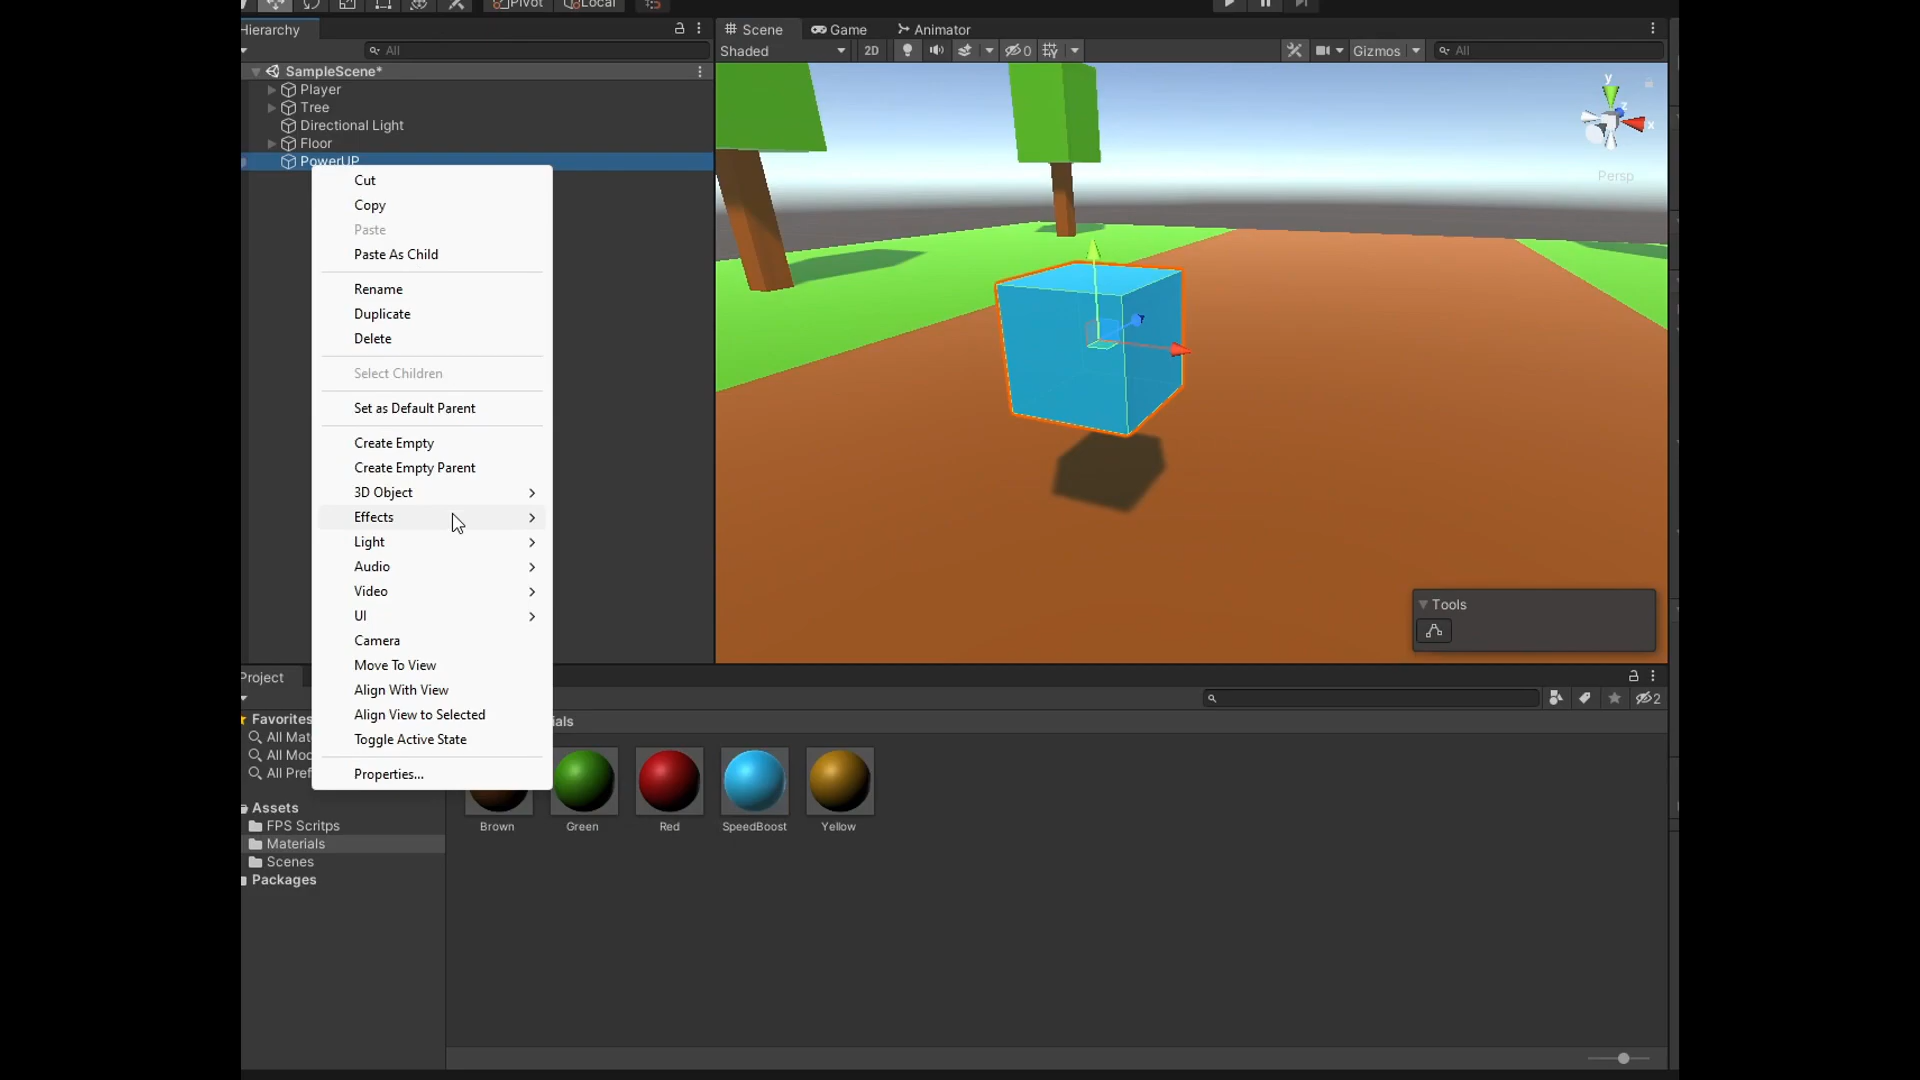 Pivot Local
Hierarchy
Scene Game Animator
All
Shaded 2D 0 Gizmos All
SampleScene*
Player
Tree
Directional Light
Floor
PowerUP
Cut
Copy
Paste
Paste As Child
Rename
Duplicate
Delete
Select Children
Set as Default Parent
Create Empty
Create Empty Parent
3D Object
Effects
Light
Audio
Video
UI
Camera
Move To View
Align With View
Align View to Selected
Toggle Active State
Properties...
y
z
x
Persp
Tools
Project
2
Favorites
All Mat
All Mod
All Pref
Assets
FPS Scritps
Materials
Scenes
Packages
ials
Brown Green Red SpeedBoost Yellow